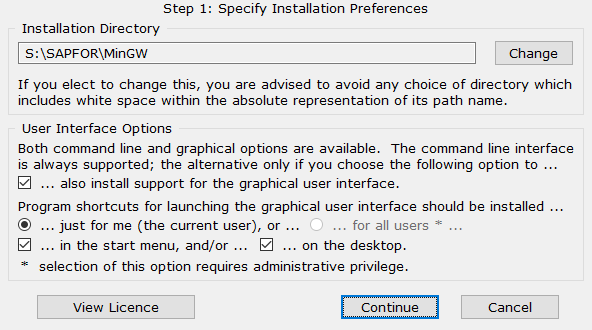 Step 1: Specify Installation Preferences
Installation Directory
S:\SAPFOR\MinGW
Change
If you elect to change this, you are advised to avoid any choice of directory which
includes white space within the absolute representation of its path name.
User Interface Options
Both command line and graphical options are available.  The command line interface
is always supported; the alternative only if you choose the following option to ...
... also install support for the graphical user interface.
Program shortcuts for launching the graphical user interface should be installed ...
... just for me (the current user), or ... ... for all users * ...
... in the start menu, and/or ... ... on the desktop.
* selection of this option requires administrative privilege.
View Licence Continue Cancel